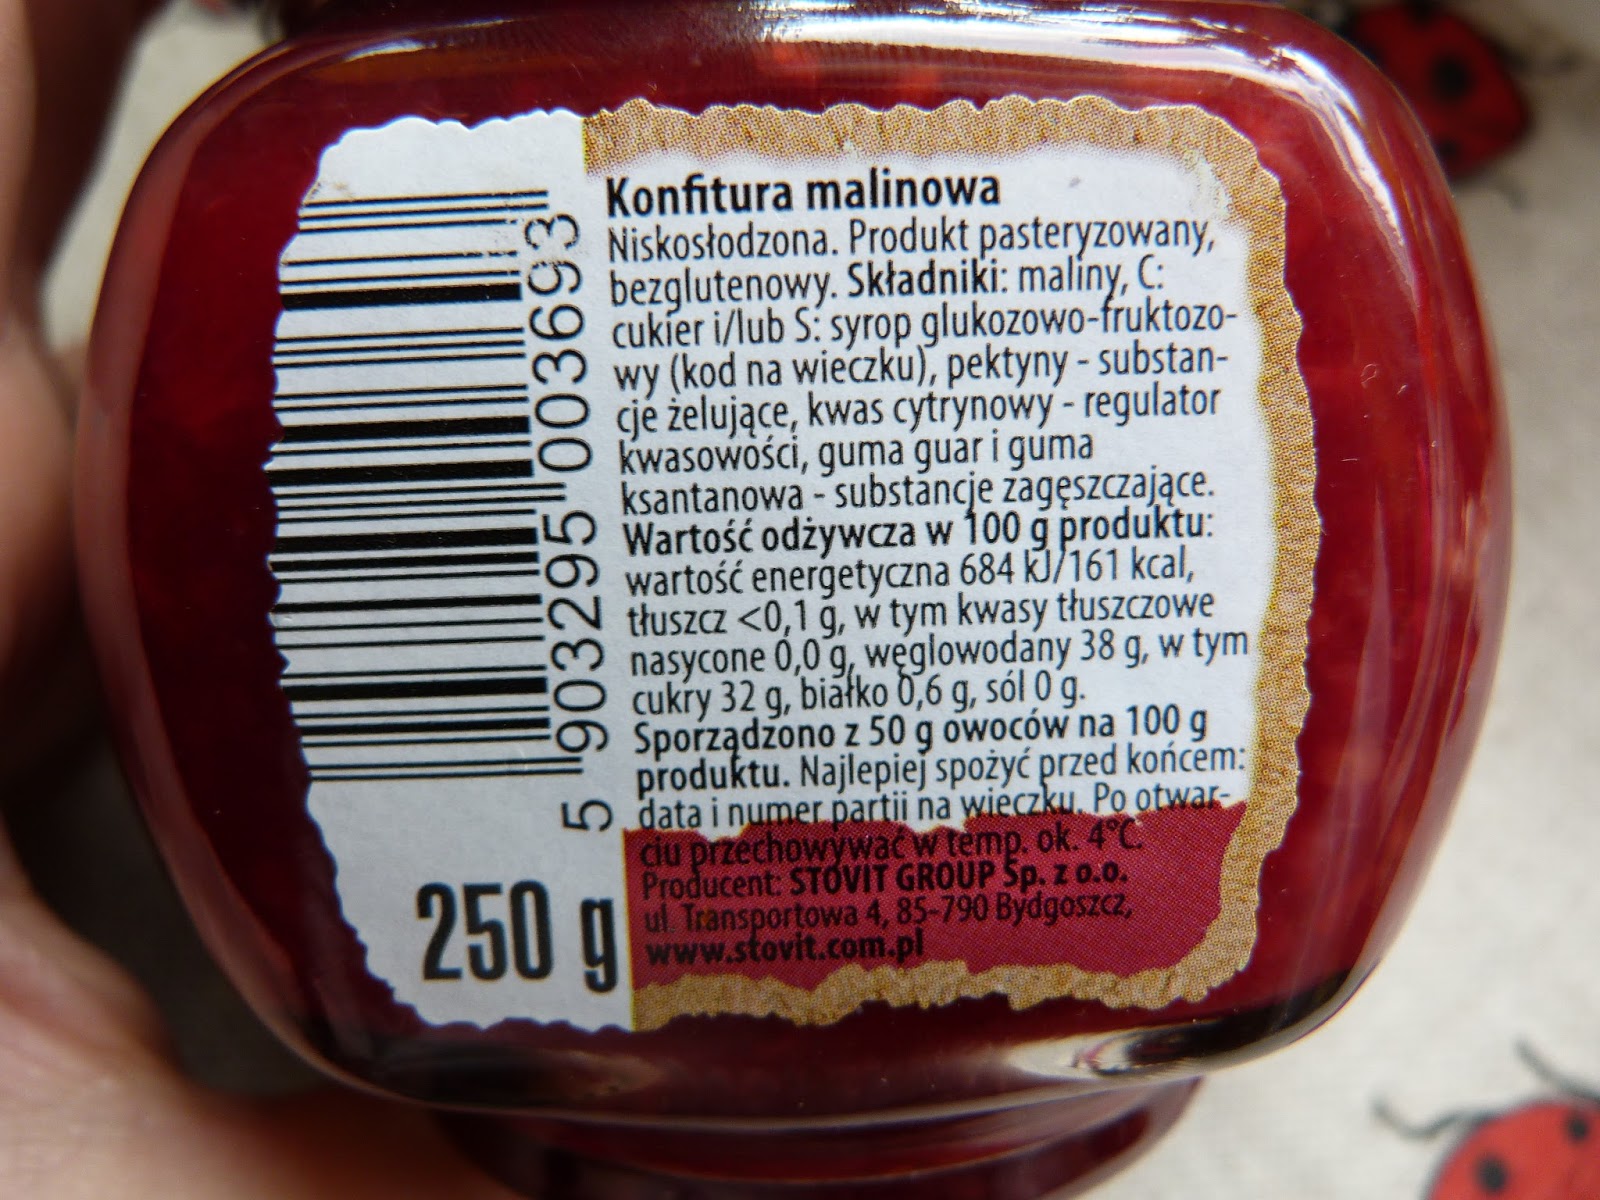 Konfitura malinowa
Niskosłodzona. Produkt pasteryzowany,
bezglutenowy. Składniki: maliny, C:
cukier i/lub S: syrop glukozowo-fruktozo-
wy (kod na wieczku), pektyny - substan-
cje żelujące, kwas cytrynowy - regulator
kwasowości, guma guar i guma
ksantanowa - substancje zagęszczające.
Wartość odżywcza w 100 g produktu:
wartość energetyczna 684 kJ/161 kcal,
tłuszcz <0,1 g, w tym kwasy tłuszczowe
nasycone 0,0 g, węglowodany 38 g, w tym
cukry 32 g, białko 0,6 g, sól 0 g.
Sporządzono z 50 g owoców na 100 g
produktu. Najlepiej spożyć przed końcem:
data i numer partii na wieczku. Po otwar-
ciu przechowywać w temp. ok. 4°C.
Producent: STOVIT GROUP Sp. z o.o.
ul. Transportowa 4, 85-790 Bydgoszcz,
www.stovit.com.pl
5 903295 003693
250 g